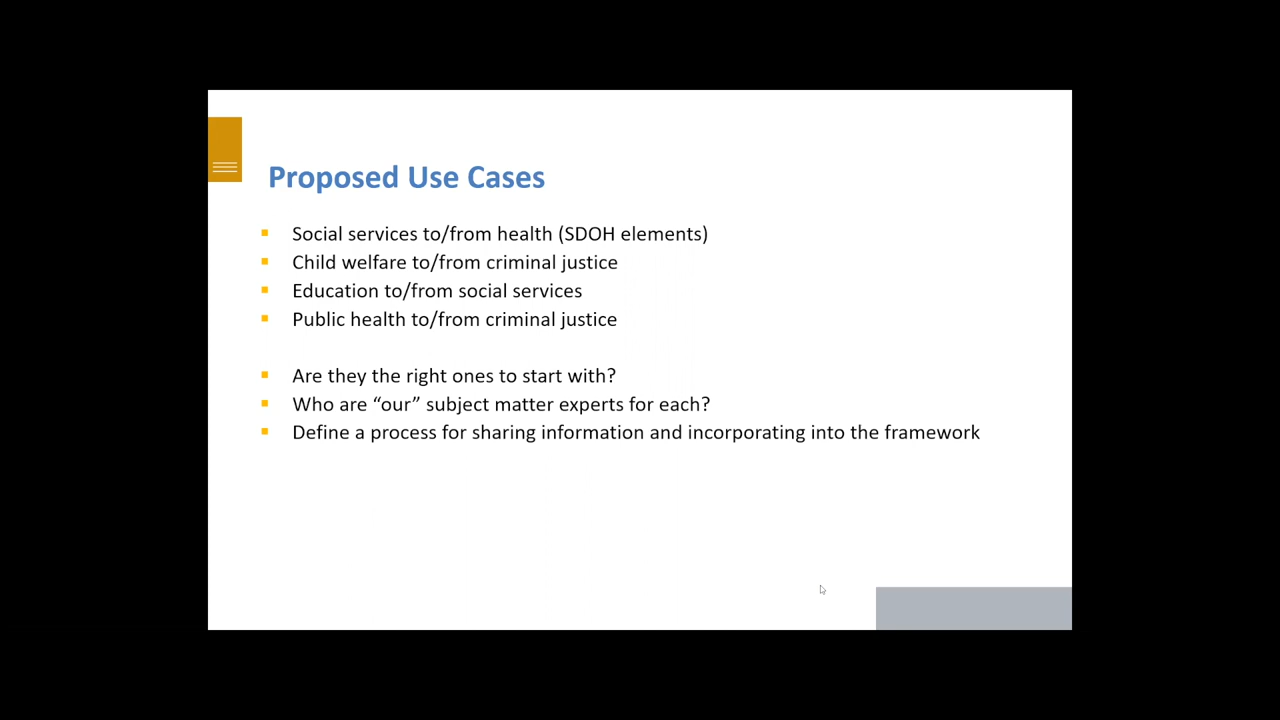 Proposed Use Cases
Social services to/from health (SDOH elements)
Child welfare to/from criminal justice
Education to/from social services
Public health to/from criminal justice
Are they the right ones to start with?
Who are “our” subject matter experts for each?
Define a process for sharing information and incorporating into the framework